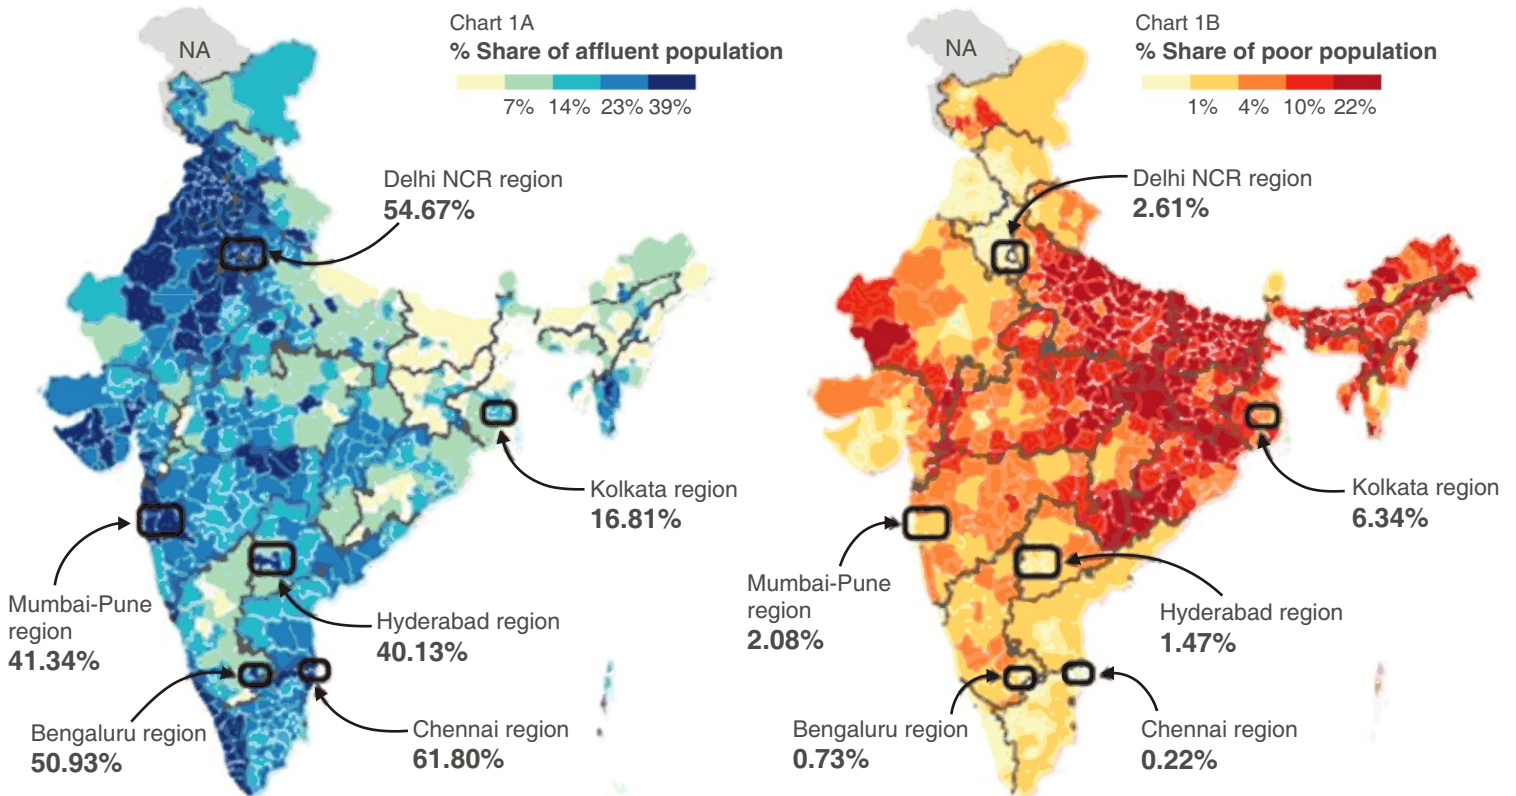 Chart 1A
% Share of affluent population
7% 14% 23% 39%
NA
Delhi NCR region
54.67%
Kolkata region
16.81%
Mumbai-Pune
region
41.34%
Hyderabad region
40.13%
Bengaluru region
50.93%
Chennai region
61.80%
Chart 1B
% Share of poor population
1% 4% 10% 22%
NA
Delhi NCR region
2.61%
Kolkata region
6.34%
Mumbai-Pune
region
2.08%
Hyderabad region
1.47%
Bengaluru region
0.73%
Chennai region
0.22%